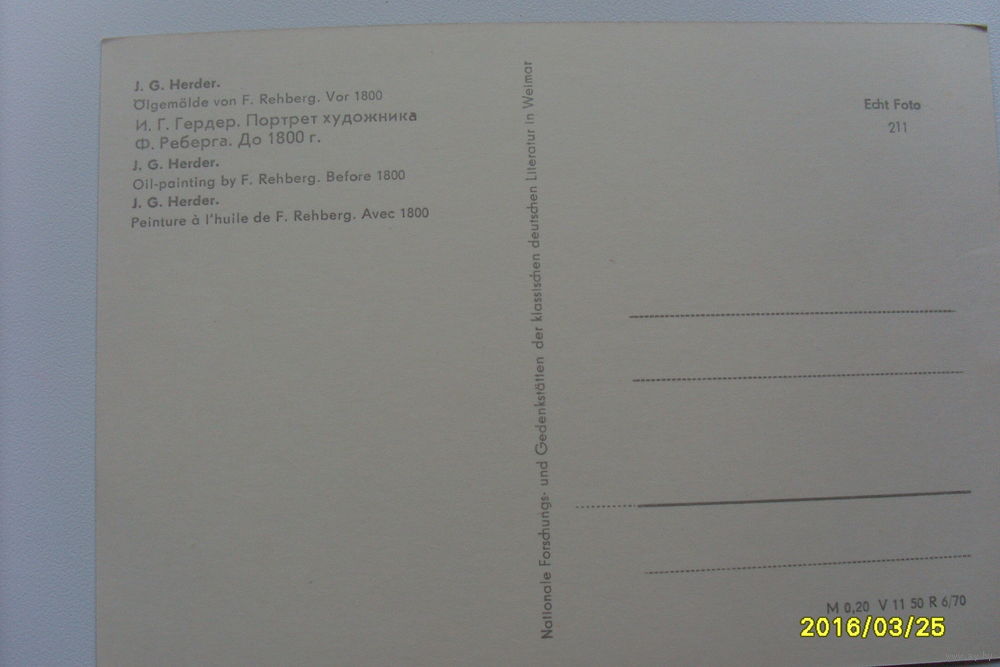 J. G. Herder.
Ölgemälde von F. Rehberg. Vor 1800
И. Г. Гердер. Портрет художника
Ф. Реберга. До 1800 г.
J. G. Herder.
Oil-painting by F. Rehberg. Before 1800
J. G. Herder.
Peinture à l'huile de F. Rehberg. Avec 1800
Nationale Forschungs- und Gedenkstätten der klassischen deutschen Literatur in Weimar
Echt Foto
211
M 0,20 V 11 50 R 6/70
2016/03/25